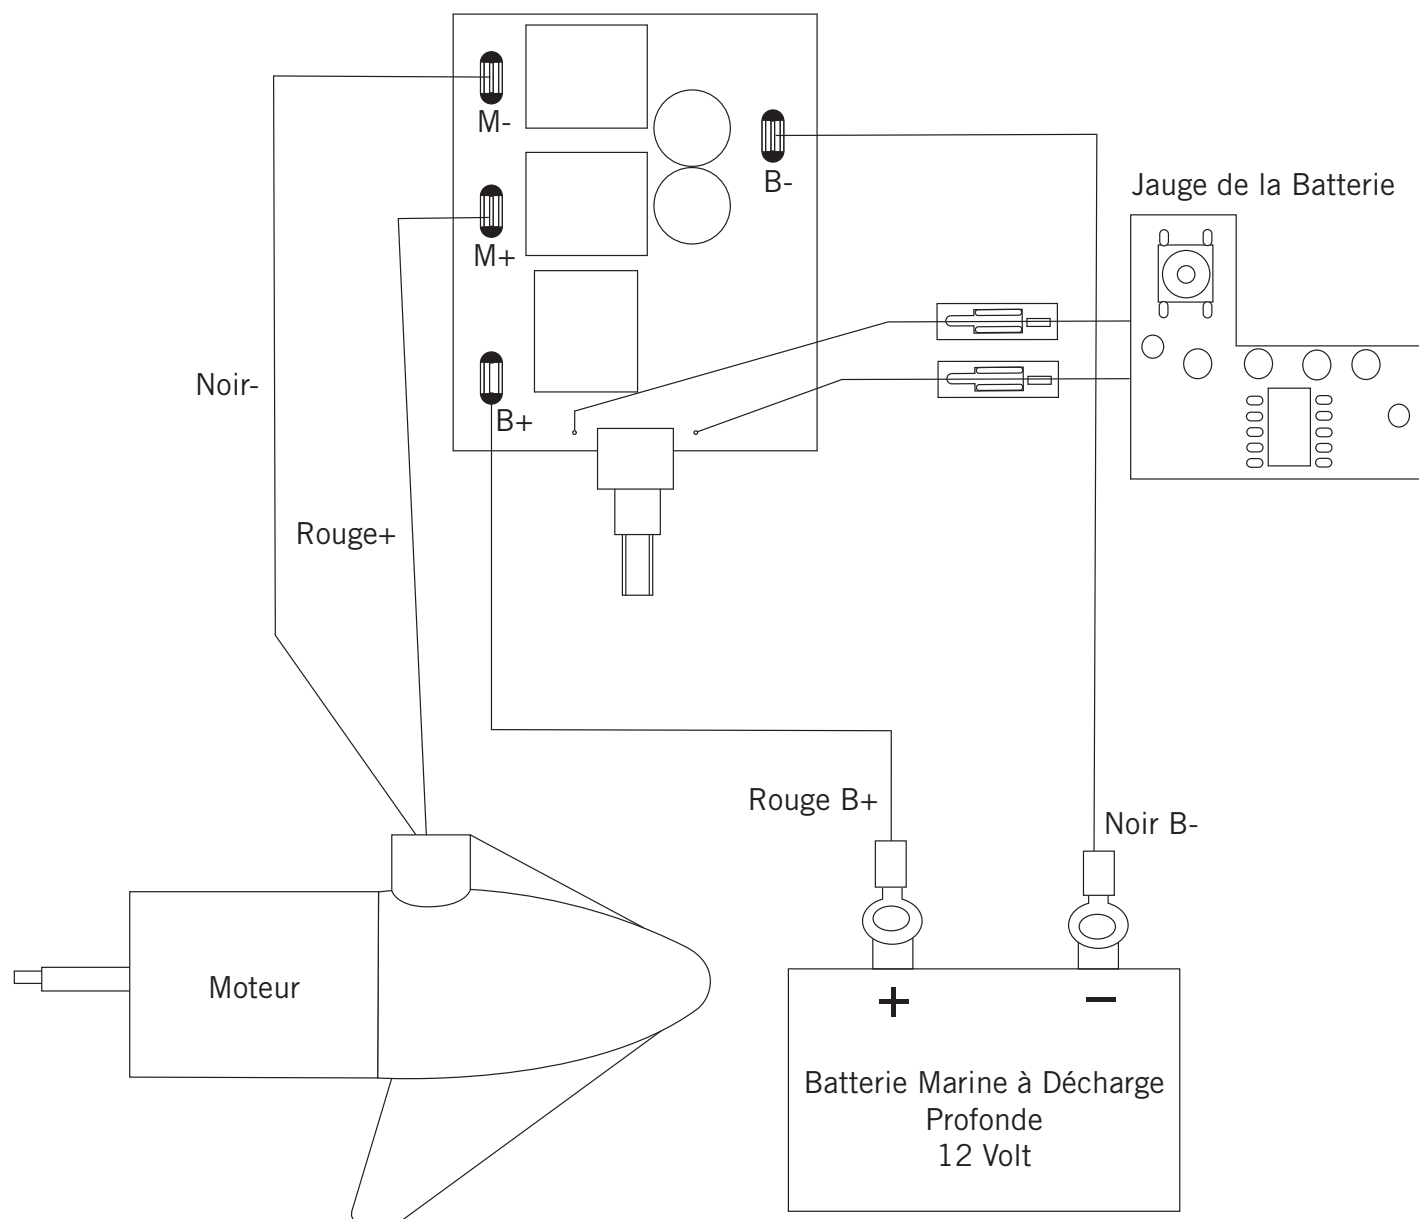 M-
B-
Jauge de la Batterie
M+
Noir-
B+
Rouge+
Rouge B+
Noir B-
Moteur
+
-
Batterie Marine à Décharge
Profonde
12 Volt